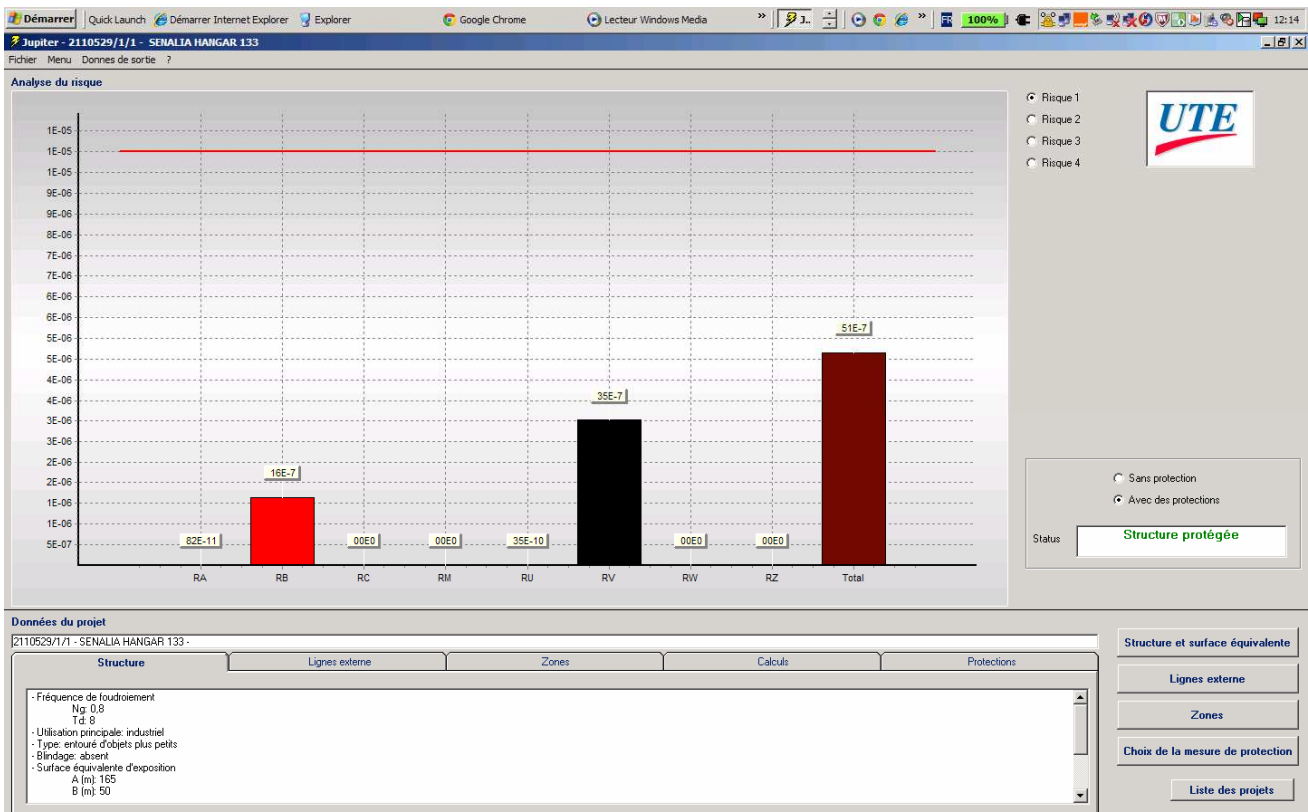 Démarrer Quick Launch Démarrer Internet Explorer Explorer Google Chrome Lecteur Windows Media » J... » FR 100% 12:14
Jupiter - 2110529/1/1 - SENALIA HANGAR 133
Fichier Menu Donnes de sortie ?
Analyse du risque
1E-05
1E-05
1E-05
9E-06
9E-06
8E-06
7E-06
7E-06
6E-06
6E-06
5E-06
5E-06
4E-06
4E-06
3E-06
3E-06
2E-06
2E-06
1E-06
1E-06
5E-07
82E-11
16E-7
00E0
00E0
35E-10
35E-7
00E0
00E0
51E-7
RA RB RC RM RU RV RW RZ Total
Risque 1
Risque 2
Risque 3
Risque 4
UTE
Sans protection
Avec des protections
Status Structure protégée
Données du projet
2110529/1/1 - SENALIA HANGAR 133 -
Structure Lignes externe Zones Calculs Protections
- Fréquence de foudroiement
Ng: 0,8
Td: 8
- Utilisation principale: industriel
- Type: entouré d'objets plus petits
- Blindage: absent
- Surface équivalente d'exposition
A (m): 165
B (m): 50
Structure et surface équivalente
Lignes externe
Zones
Choix de la mesure de protection
Liste des projets